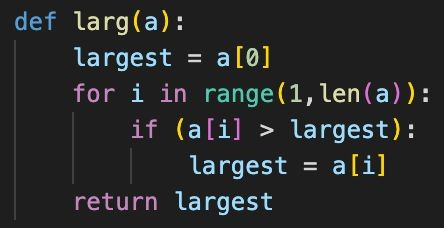 def larg(a):
    largest = a[0]
    for i in range(1,len(a)):
        if (a[i] > largest):
            largest = a[i]
    return largest